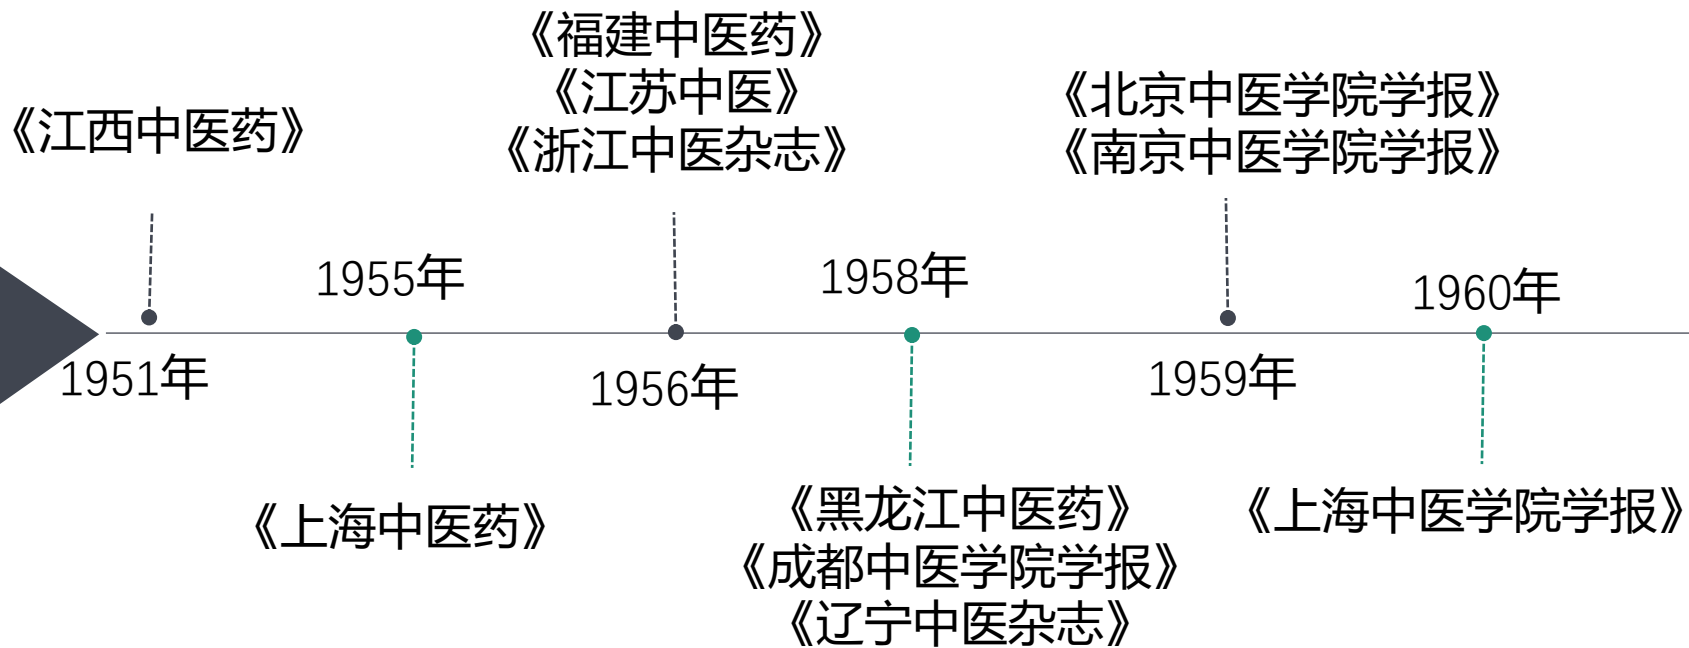 《江西中医药》
1951年
1955年
《上海中医药》
《福建中医药》
《江苏中医》
《浙江中医杂志》
1956年
1958年
《黑龙江中医药》
《成都中医学院学报》
《辽宁中医杂志》
《北京中医学院学报》
《南京中医学院学报》
1959年
1960年
《上海中医学院学报》